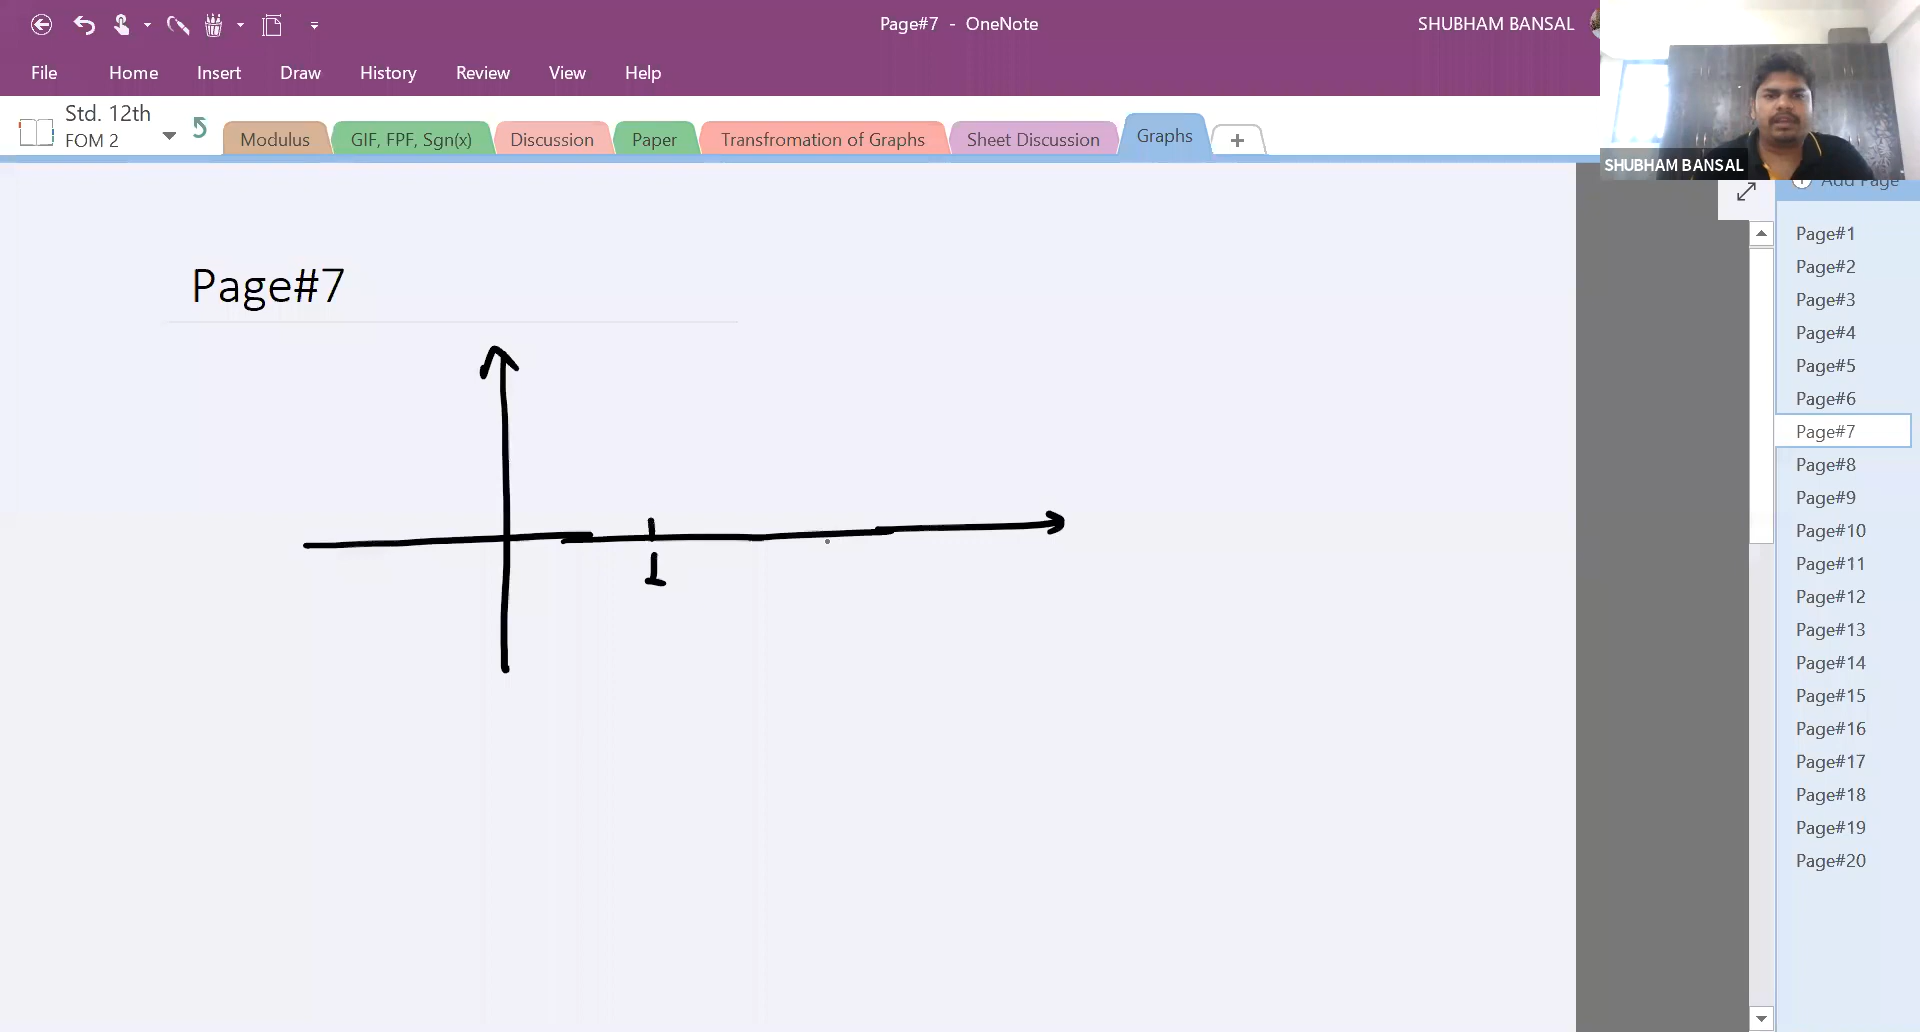 Page#7 - OneNote
SHUBHAM BANSAL
File Home Insert Draw History Review View Help
Std. 12th
FOM 2
Modulus GIF, FPF, Sgn(x) Discussion Paper Transfromation of Graphs Sheet Discussion Graphs +
SHUBHAM BANSAL
Add Page
Page#7
1
Page#1
Page#2
Page#3
Page#4
Page#5
Page#6
Page#7
Page#8
Page#9
Page#10
Page#11
Page#12
Page#13
Page#14
Page#15
Page#16
Page#17
Page#18
Page#19
Page#20